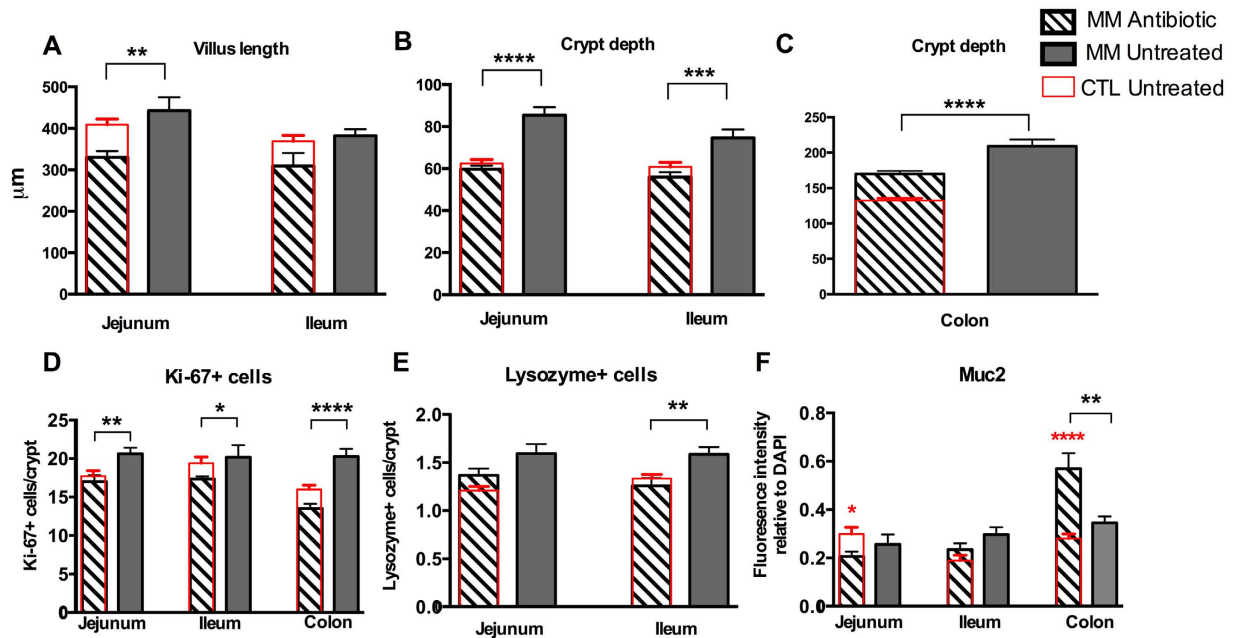 MM Antibiotic
MM Untreated
CTL Untreated
A
Villus length
**
μm
500
400
300
200
100
0
Jejunum
Ileum
B
Crypt depth
****
***
100
80
60
40
20
0
Jejunum
Ileum
C
Crypt depth
****
250
200
150
100
50
0
Colon
D
Ki-67+ cells
**
*
****
Ki-67+ cells/crypt
25
20
15
10
5
0
Jejunum
Ileum
Colon
E
Lysozyme+ cells
**
Lysozyme+ cells/crypt
2.0
1.5
1.0
0.5
0.0
Jejunum
Ileum
F
Muc2
**
****
*
Fluoresence intensity
relative to DAPI
0.8
0.6
0.4
0.2
0.0
Jejunum
Ileum
Colon